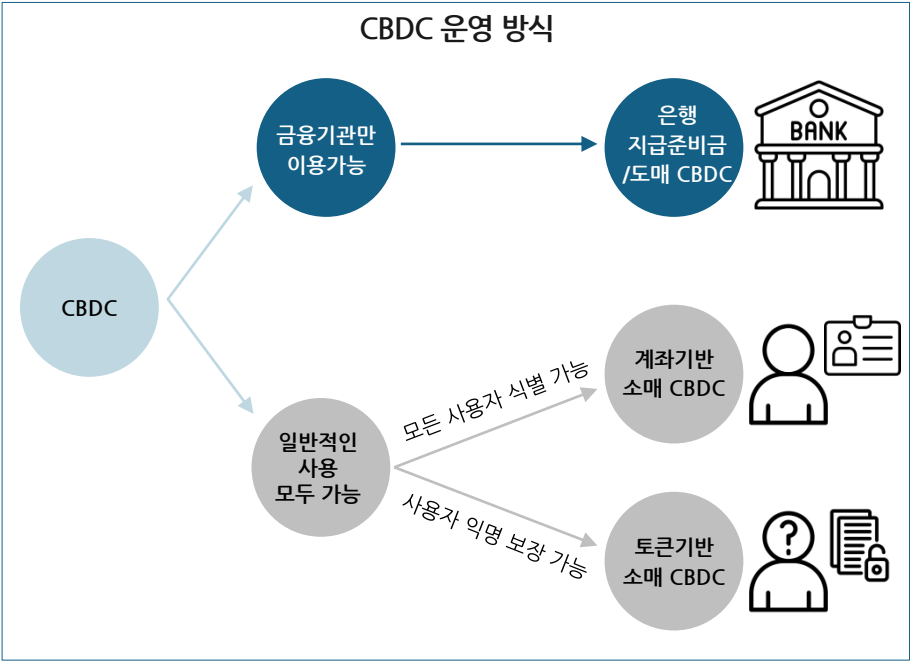 CBDC 운영 방식
금융기관만
이용가능
은행
지급준비금
/도매 CBDC
BANK
CBDC
모든 사용자 식별 가능
계좌기반
소매 CBDC
일반적인
사용
모두 가능
사용자 익명 보장 가능
토큰기반
소매 CBDC
?